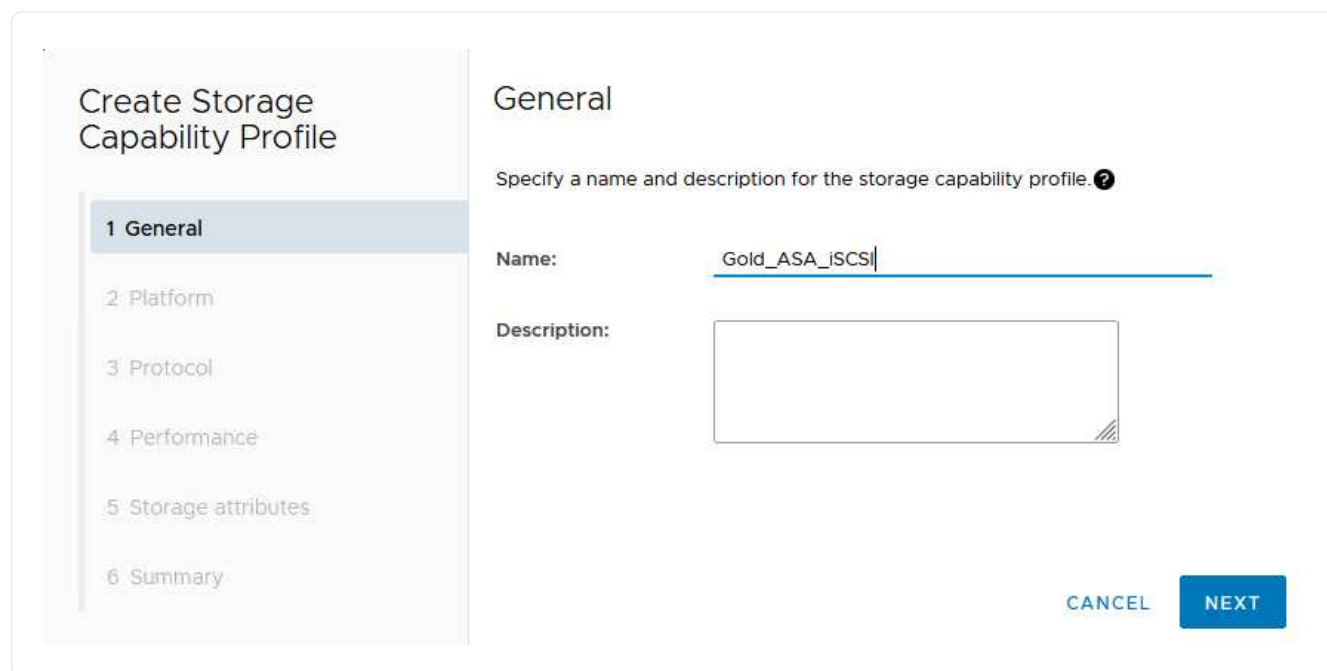 Create Storage
Capability Profile
1 General
2 Platform
3 Protocol
4 Performance
5 Storage attributes
6 Summary
General
Specify a name and description for the storage capability profile.?
Name:
Gold_ASA_iSCSI
Description:
CANCEL
NEXT